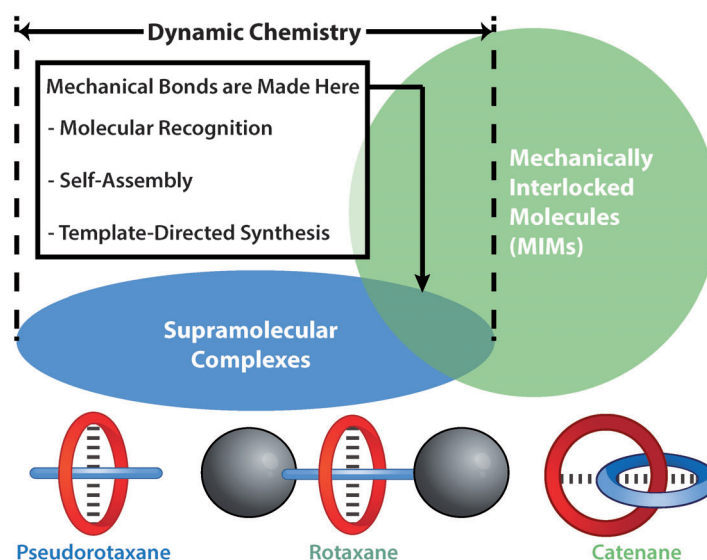 Dynamic Chemistry
Mechanical Bonds are Made Here
- Molecular Recognition
- Self-Assembly
- Template-Directed Synthesis
Mechanically
Interlocked
Molecules
(MIMs)
Supramolecular
Complexes
Pseudorotaxane
Rotaxane
Catenane